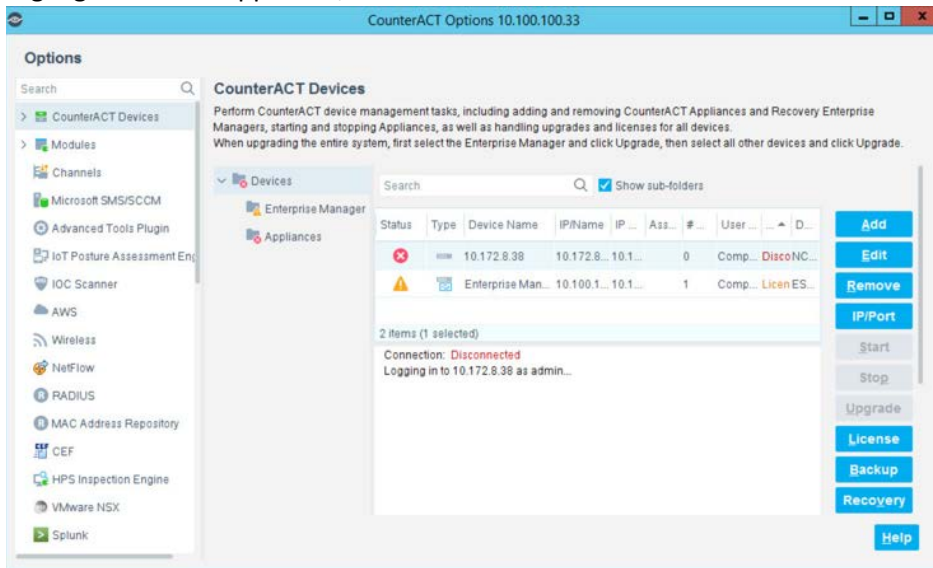 CounterACT Options 10.100.100.33
Options
Search
CounterACT Devices
Modules
Channels
Microsoft SMS/SCCM
Advanced Tools Plugin
IoT Posture Assessment Eng
IOC Scanner
AWS
Wireless
NetFlow
RADIUS
MAC Address Repository
CEF
HPS Inspection Engine
VMware NSX
Splunk
CounterACT Devices
Perform CounterACT device management tasks, including adding and removing CounterACT Appliances and Recovery Enterprise
Managers, starting and stopping Appliances, as well as handling upgrades and licenses for all devices.
When upgrading the entire system, first select the Enterprise Manager and click Upgrade, then select all other devices and click Upgrade.
Devices
Enterprise Manager
Appliances
Search
Show sub-folders
Status Type Device Name IP/Name IP ... Ass... # ... User ... ... D...
10.172.8.38 10.172.8... 10.1... 0 Comp... Disco NC...
Enterprise Man... 10.100.1... 10.1... 1 Comp... Licen ES...
2 items (1 selected)
Connection: Disconnected
Logging in to 10.172.8.38 as admin...
Add
Edit
Remove
IP/Port
Start
Stop
Upgrade
License
Backup
Recovery
Help